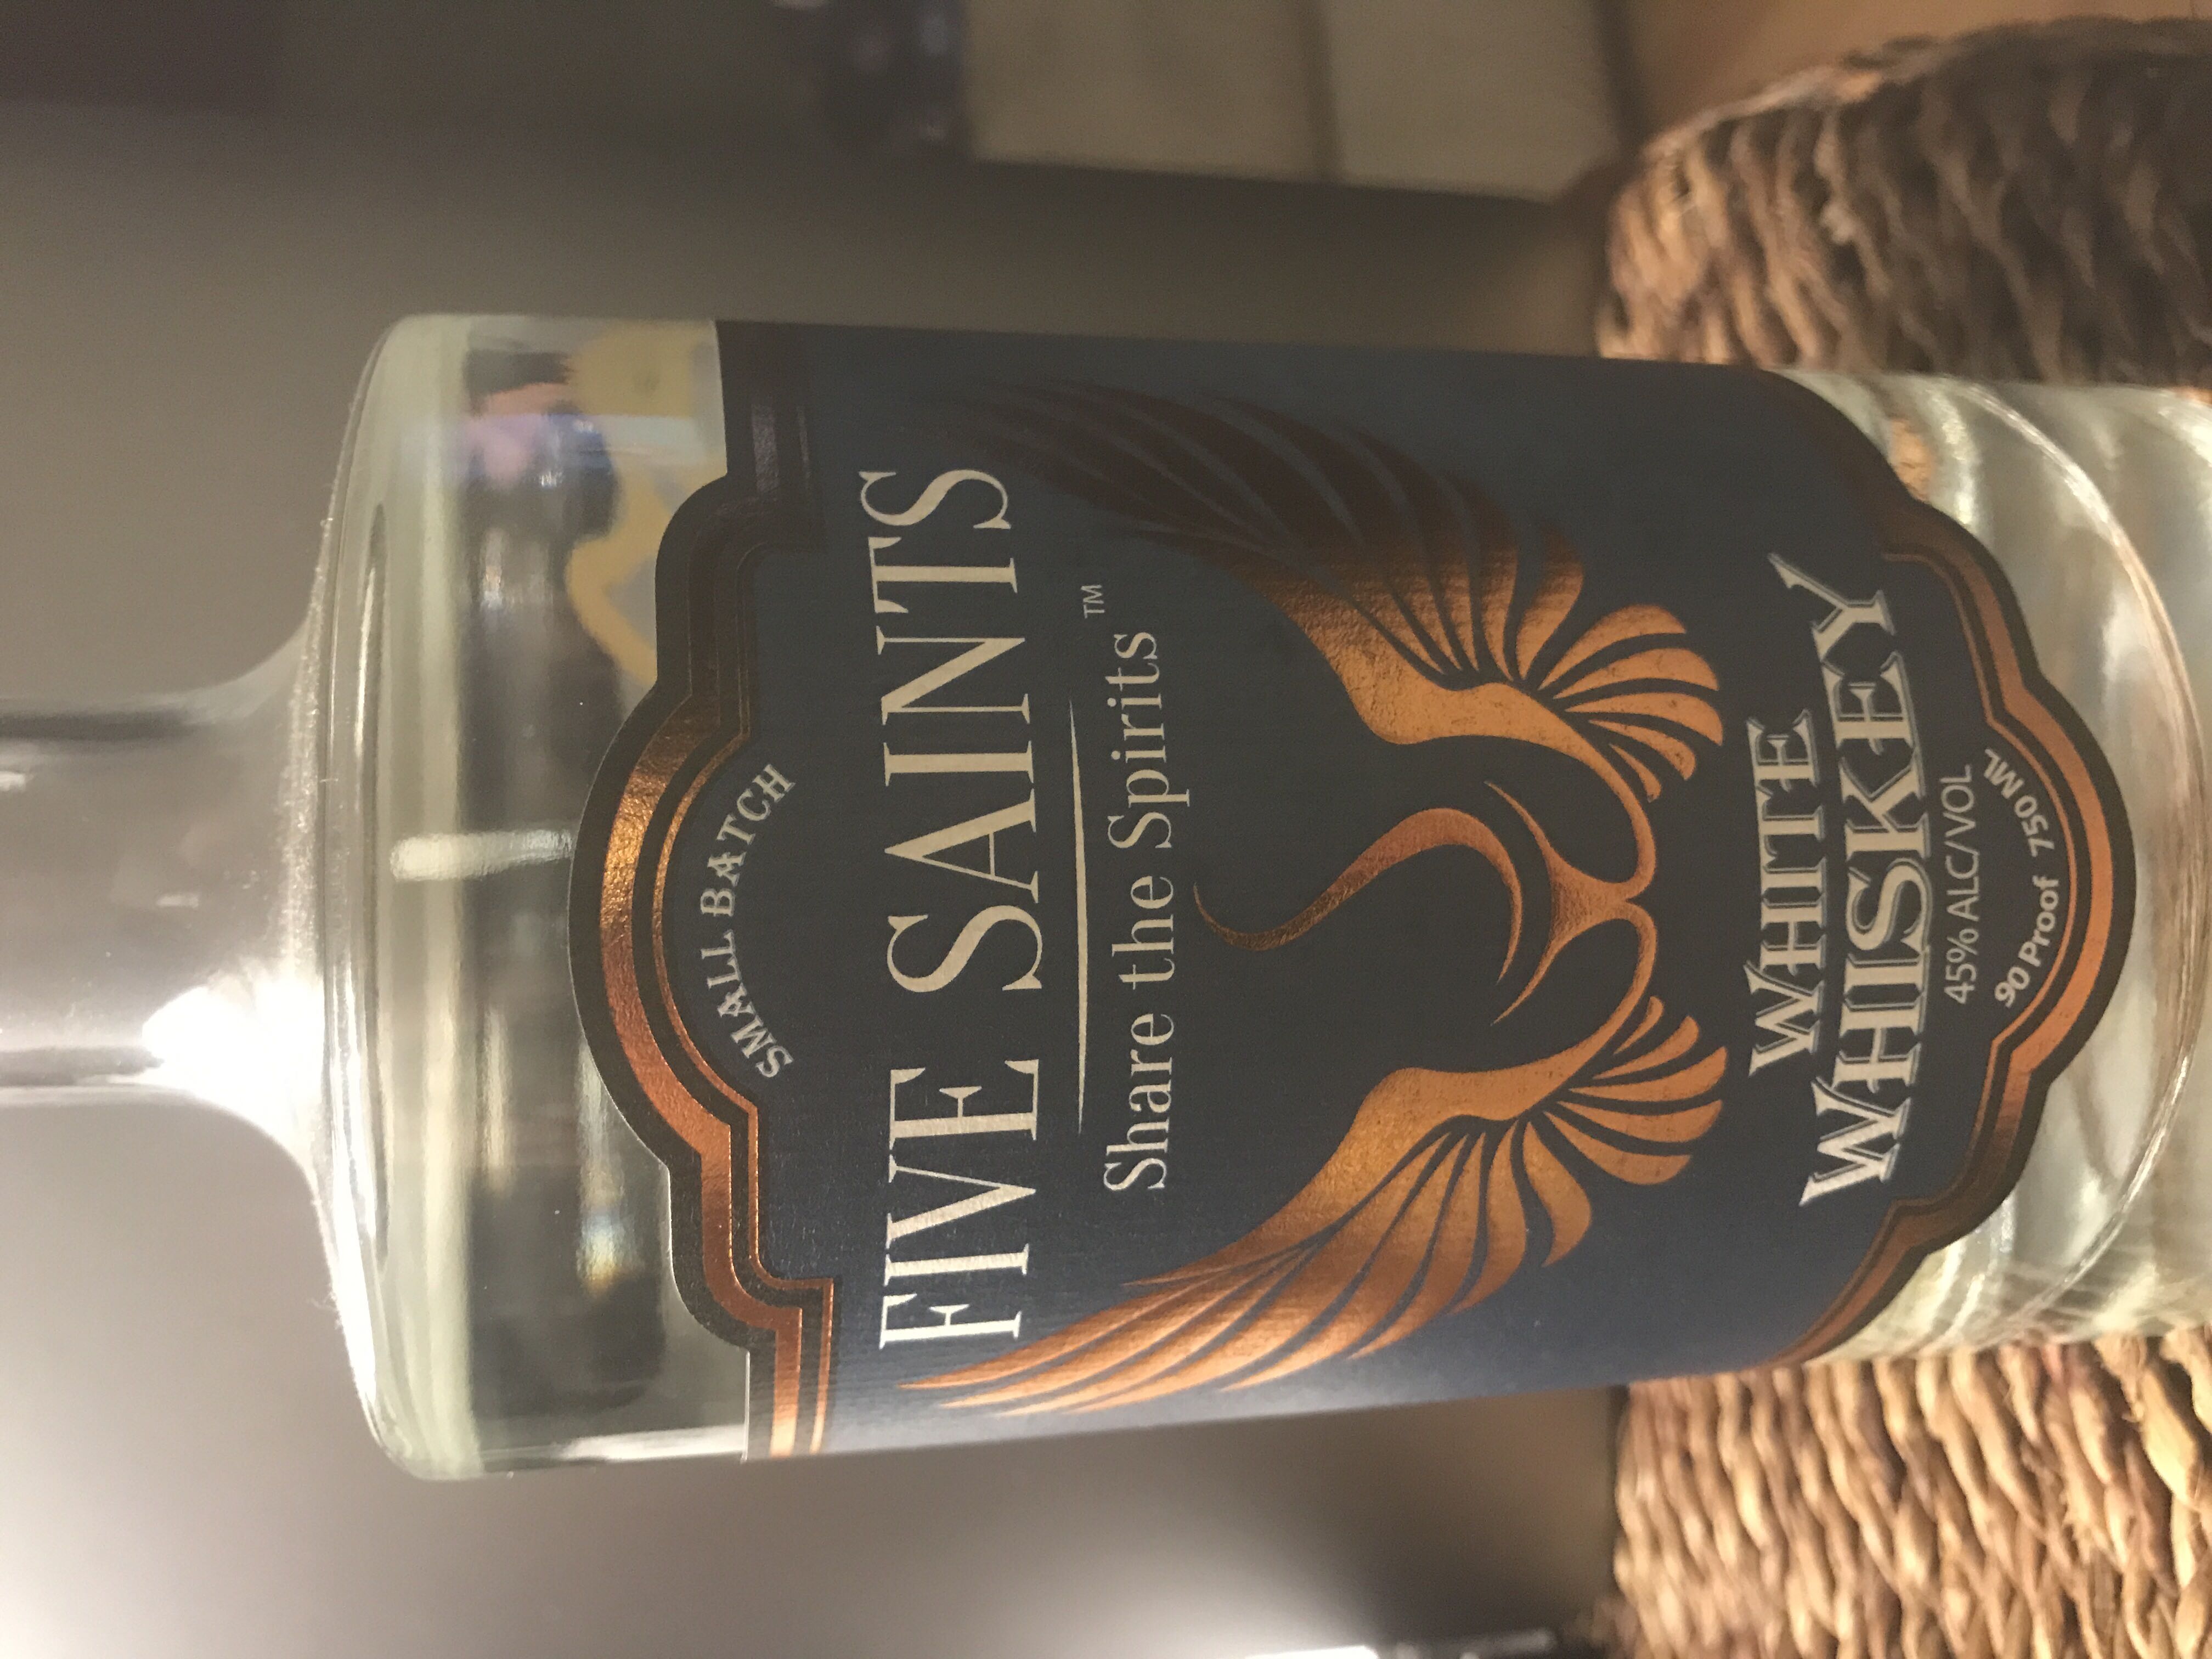 SMALL BATCH
FIVE SAINTS
Share the Spirits™
WHITE
WHISKEY
45% ALC/VOL
90 Proof 750 ML